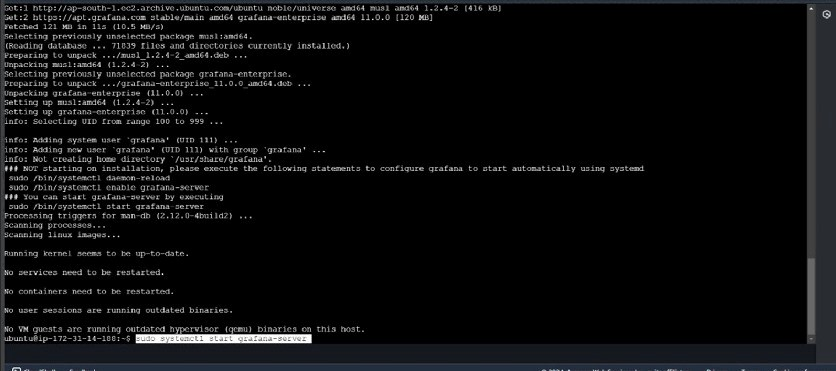 Get:1 http://ap-south-1.ec2.archive.ubuntu.com/ubuntu noble/universe amd64 musl amd64 1.2.4-2 [416 kB]
Get:2 https://apt.grafana.com stable/main amd64 grafana-enterprise amd64 11.0.0 [120 MB]
Fetched 121 MB in 11s (10.5 MB/s)
Selecting previously unselected package musl:amd64.
(Reading database ... 71839 files and directories currently installed.)
Preparing to unpack .../musl_1.2.4-2_amd64.deb ...
Unpacking musl:amd64 (1.2.4-2) ...
Selecting previously unselected package grafana-enterprise.
Preparing to unpack .../grafana-enterprise_11.0.0_amd64.deb ...
Unpacking grafana-enterprise (11.0.0) ...
Setting up musl:amd64 (1.2.4-2) ...
Setting up grafana-enterprise (11.0.0) ...
info: Selecting UID from range 100 to 999 ...
info: Adding system user `grafana' (UID 111) ...
info: Adding new user `grafana' (UID 111) with group `grafana' ...
info: Not creating home directory `/usr/share/grafana'.
### NOT starting on installation, please execute the following statements to configure grafana to start automatically using systemd
sudo /bin/systemctl daemon-reload
sudo /bin/systemctl enable grafana-server
### You can start grafana-server by executing
sudo /bin/systemctl start grafana-server
Processing triggers for man-db (2.12.0-4build2) ...
Scanning processes...
Scanning linux images...
Running kernel seems to be up-to-date.
No services need to be restarted.
No containers need to be restarted.
No user sessions are running outdated binaries.
No VM guests are running outdated hypervisor (qemu) binaries on this host.
ubuntu@ip-172-31-14-188:~$ sudo systemctl start grafana-server